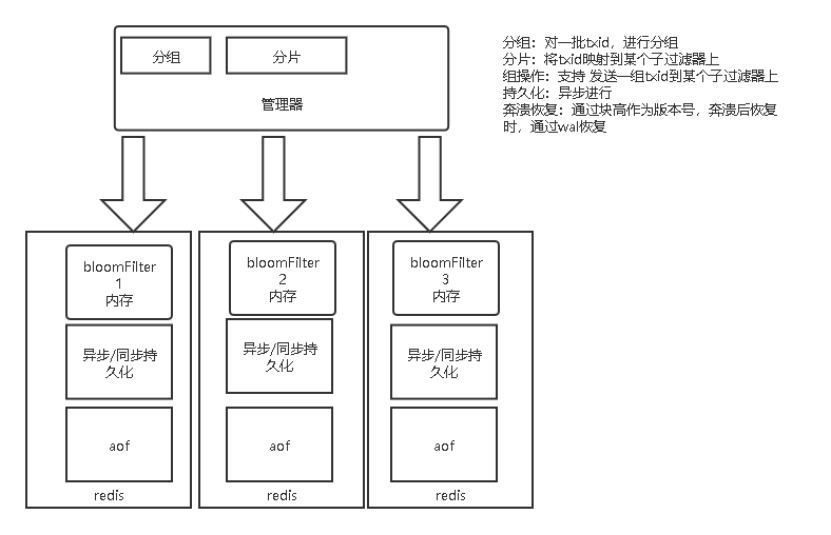 分组
分片
管理器
分组：对一批txid，进行分组
分片：将txid映射到某个子过滤器上
组操作：支持 发送一组txid到某个子过滤器上
持久化：异步进行
奔溃恢复：通过块高作为版本号，奔溃后恢复
时，通过wal恢复
bloomFilter
1
内存
异步/同步持
久化
aof
redis
bloomFilter
2
内存
异步/同步持
久化
aof
redis
bloomFilter
3
内存
异步/同步持
久化
aof
redis